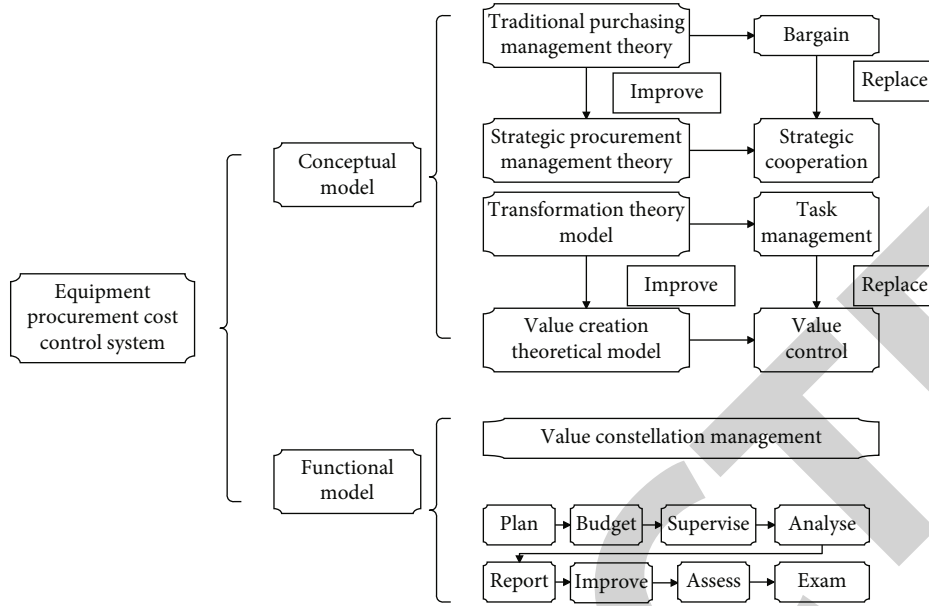 Traditional purchasing
management theory
Bargain
Improve
Replace
Strategic procurement
management theory
Strategic
cooperation
Conceptual
model
Transformation theory
model
Task
management
Improve
Replace
Equipment
procurement cost
control system
Value creation
theoretical model
Value
control
Value constellation management
Functional
model
Plan
Budget
Supervise
Analyse
Report
Improve
Assess
Exam